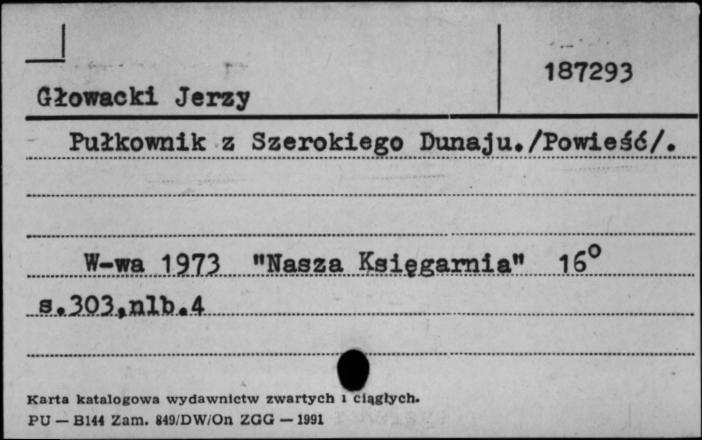 187293
Głowacki Jerzy
Pułkownik z Szerokiego Dunaju./Powieść/.
W-wa 1973 "Nasza Księgarnia" 16°
s.303,nlb.4
Karta katalogowa wydawnictw zwartych i ciągłych.
PU — B144 Zam. 849/DW/On ZGG — 1991